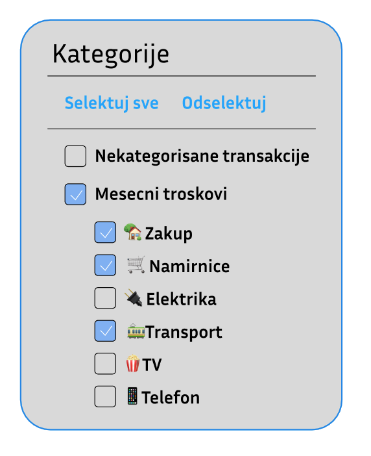 Kategorije
Selektuj sve Odselektuj
Nekategorisane transakcije
Mesecni troskovi
Zakup
Namirnice
Elektrika
Transport
TV
Telefon